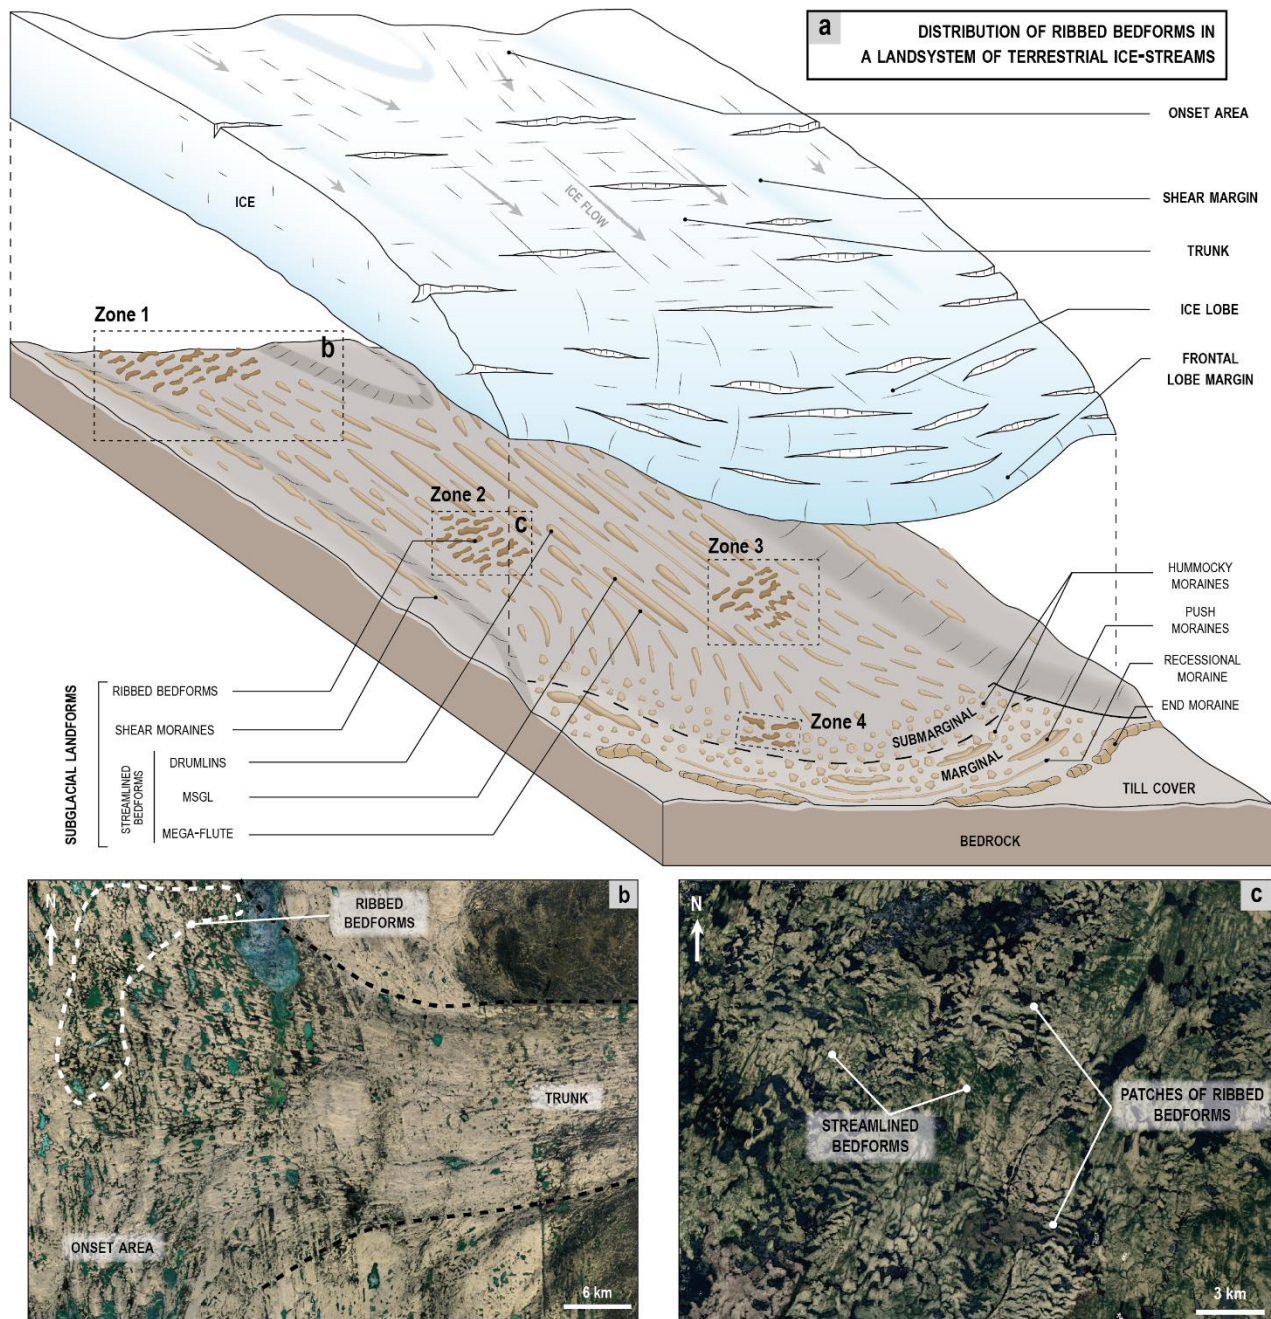 a
DISTRIBUTION OF RIBBED BEDFORMS IN
A LANDSYSTEM OF TERRESTRIAL ICE-STREAMS
ONSET AREA
SHEAR MARGIN
TRUNK
ICE LOBE
FRONTAL
LOBE MARGIN
ICE
ICE FLOW
Zone 1
b
Zone 2
c
Zone 3
Zone 4
HUMMOCKY
MORAINES
PUSH
MORAINES
RECESSIONAL
MORAINE
END MORAINE
SUBMARGINAL
MARGINAL
TILL COVER
BEDROCK
SUBGLACIAL LANDFORMS
RIBBED BEDFORMS
SHEAR MORAINES
STREAMLINED
BEDFORMS
DRUMLINS
MSGL
MEGA-FLUTE
b
N
RIBBED
BEDFORMS
TRUNK
ONSET AREA
6 km
c
N
STREAMLINED
BEDFORMS
PATCHES OF RIBBED
BEDFORMS
3 km